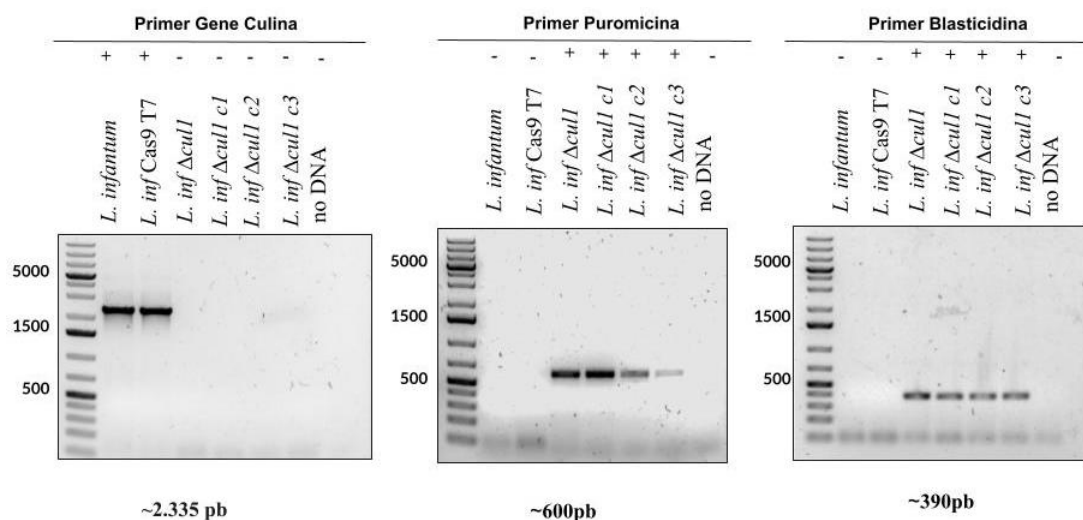 Primer Gene Culina
+ + - - - - -
L. infantum
L. inf Cas9 T7
L. inf Δcul1
L. inf Δcul1 c1
L. inf Δcul1 c2
L. inf Δcul1 c3
no DNA
5000
1500
500
~2.335 pb
Primer Puromicina
- - + + + + -
L. infantum
L. inf Cas9 T7
L. inf Δcul1
L. inf Δcul1 c1
L. inf Δcul1 c2
L. inf Δcul1 c3
no DNA
5000
1500
500
~600pb
Primer Blasticidina
- - + + + + -
L. infantum
L. inf Cas9 T7
L. inf Δcul1
L. inf Δcul1 c1
L. inf Δcul1 c2
L. inf Δcul1 c3
no DNA
5000
1500
500
~390pb